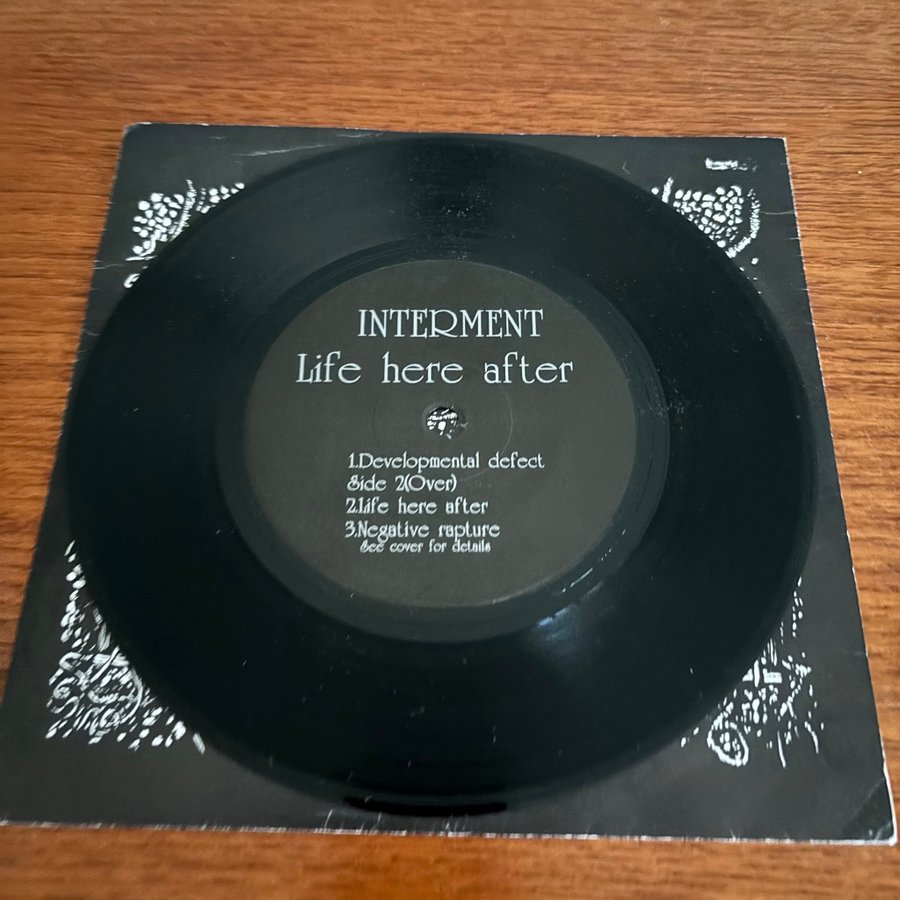 INTERMENT
Life here after
1.Developmental defect
Side 2(Over)
2.Life here after
3.Negative rapture
See cover for details